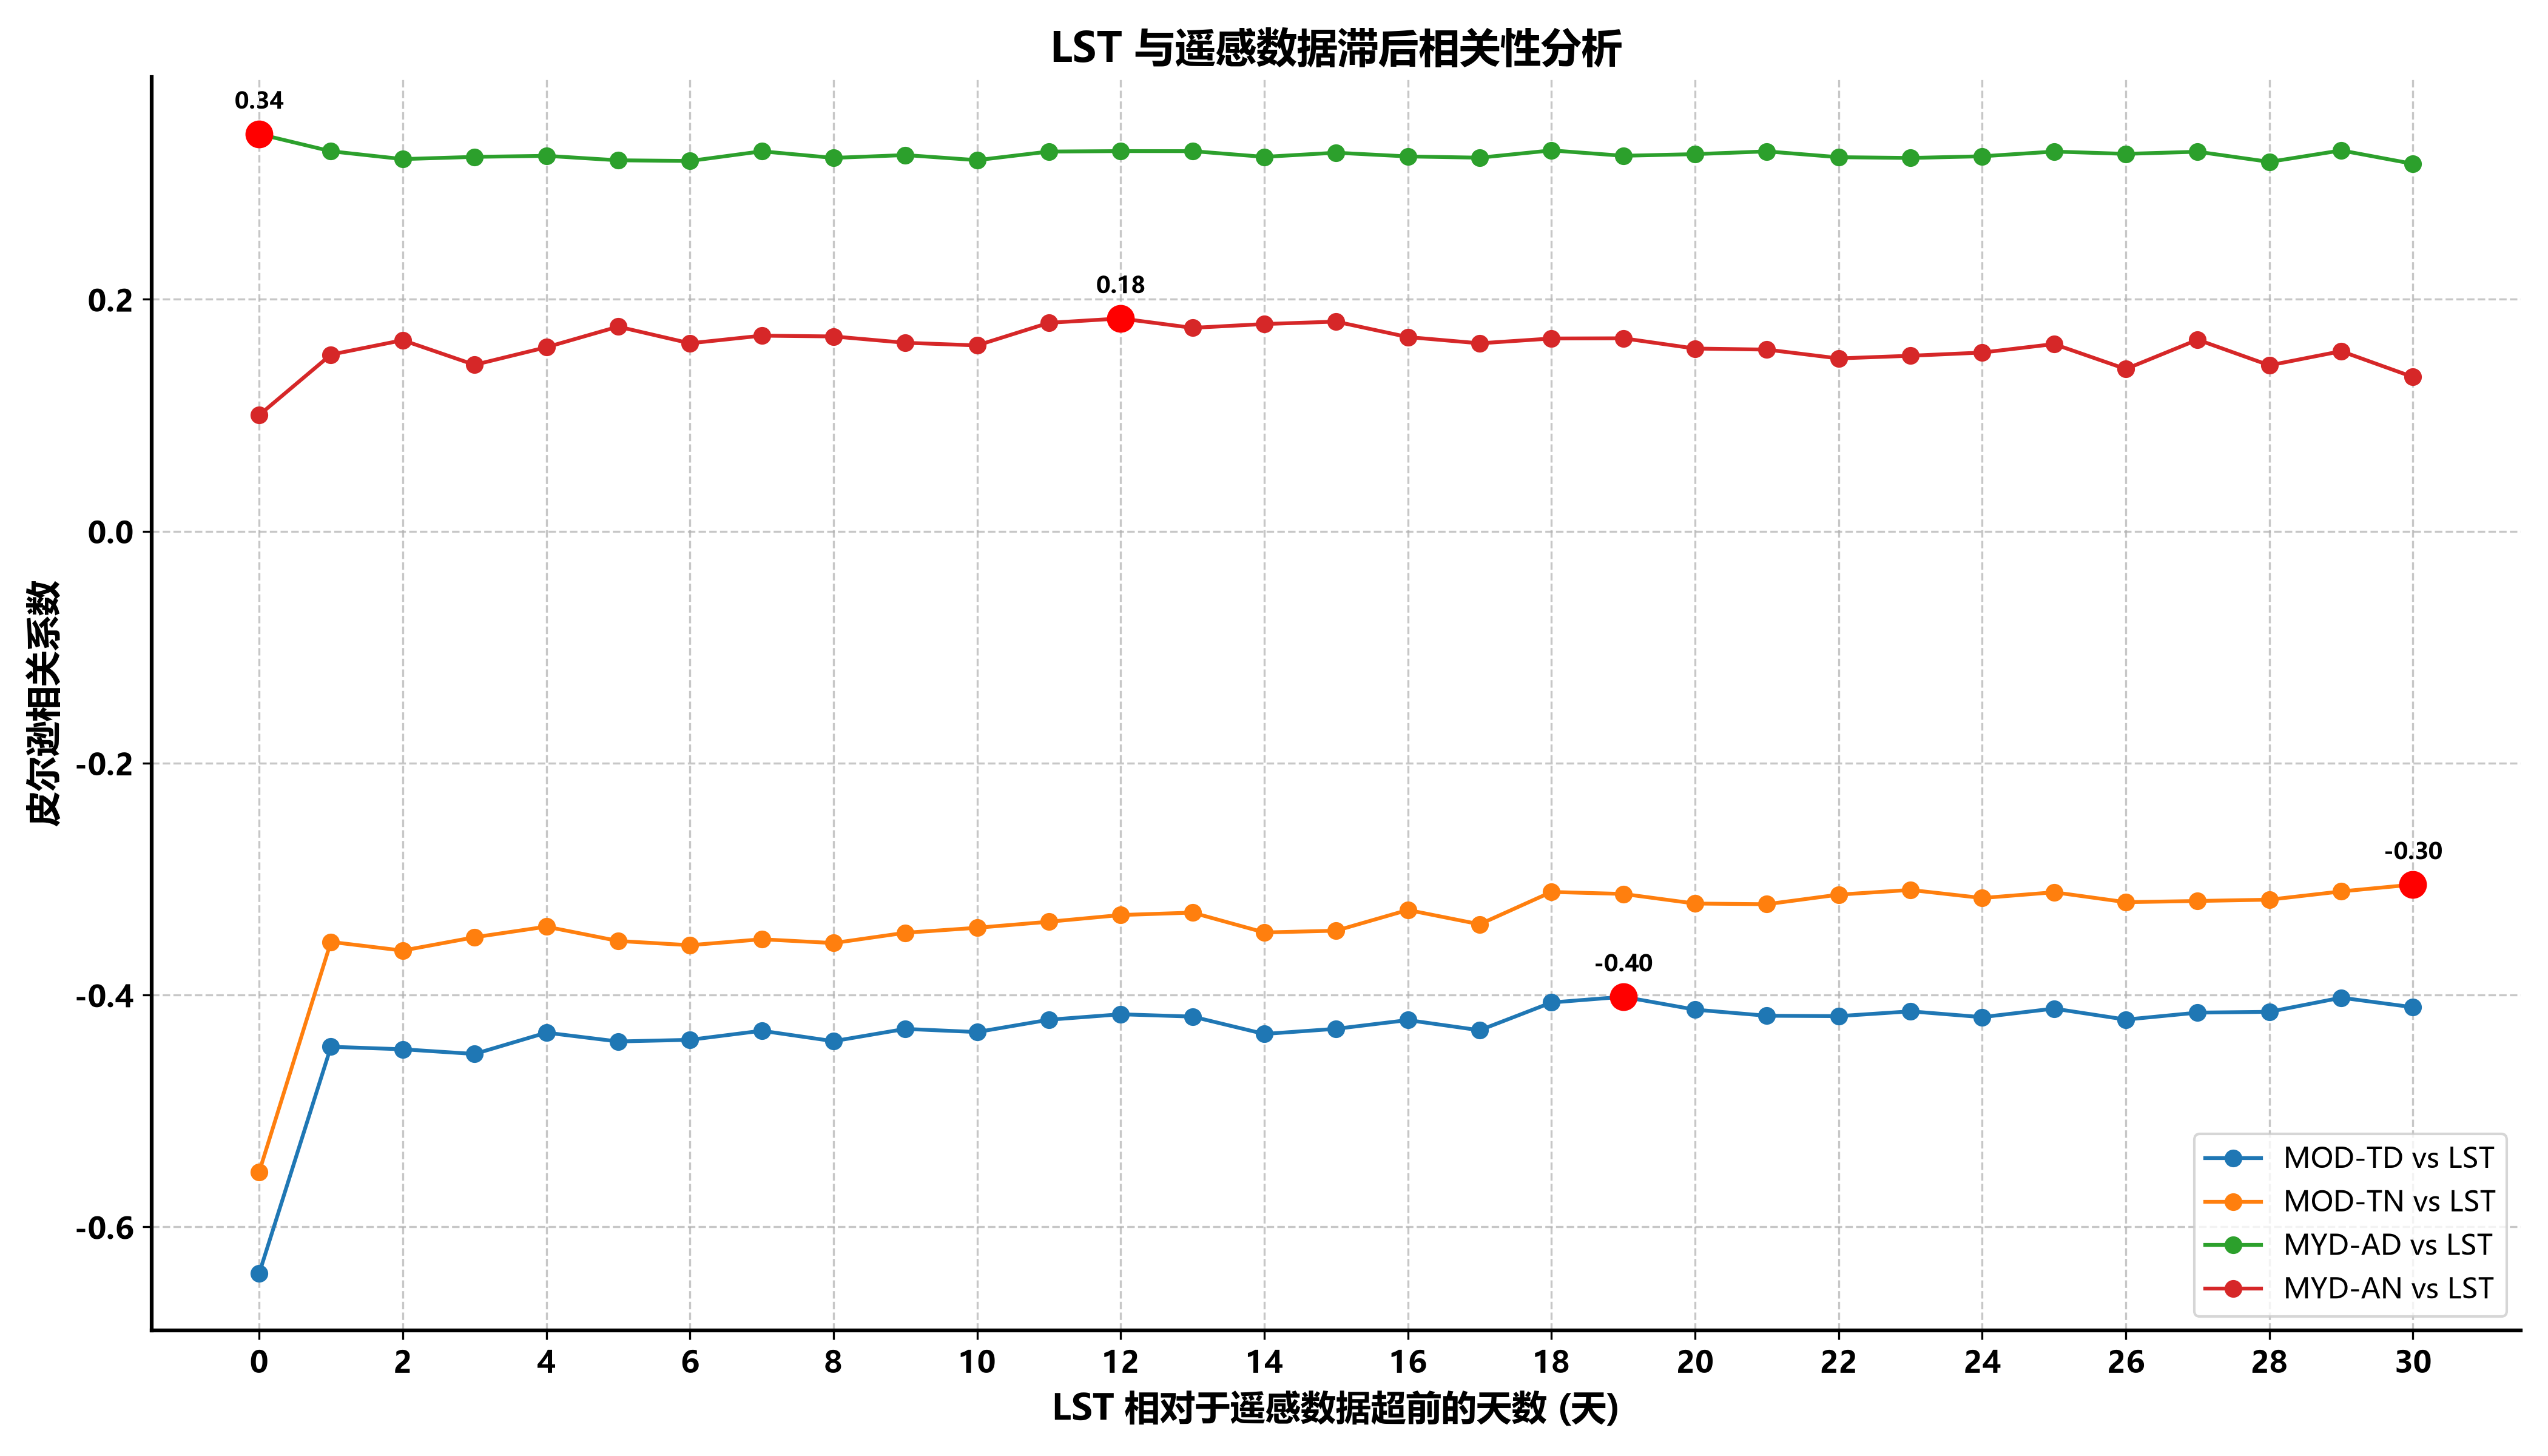 LST 与遥感数据滞后相关性分析
0.34
0.18
-0.30
-0.40
皮尔逊相关系数
0.2
0.0
-0.2
-0.4
-0.6
0 2 4 6 8 10 12 14 16 18 20 22 24 26 28 30
LST 相对于遥感数据超前的天数 (天)
MOD-TD vs LST
MOD-TN vs LST
MYD-AD vs LST
MYD-AN vs LST